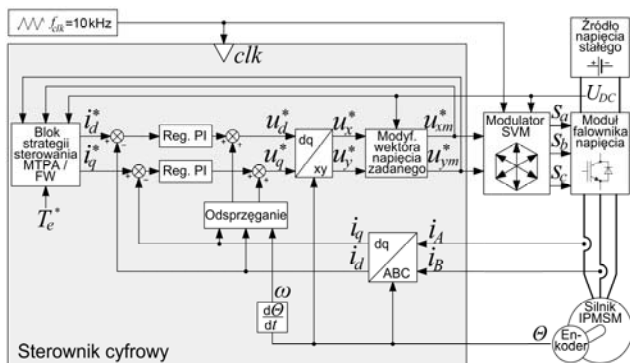 f_clk=10kHz
clk
Źródło
napięcia
stałego
U_DC
Blok
strategii
sterowania
MTPA /
FW
T_e*
i_d*
i_q*
Reg. PI
Reg. PI
u_d*
u_q*
dq
xy
u_x*
u_y*
Modyf.
wektora
napięcia
zadanego
u_xm*
u_ym*
Modulator
SVM
S_a
S_b
S_c
Moduł
falownika
napięcia
Odsprzęganie
i_q
i_d
dq
ABC
i_A
i_B
ω
dΘ
dt
Θ
Silnik
IPMSM
En-
koder
Sterownik cyfrowy